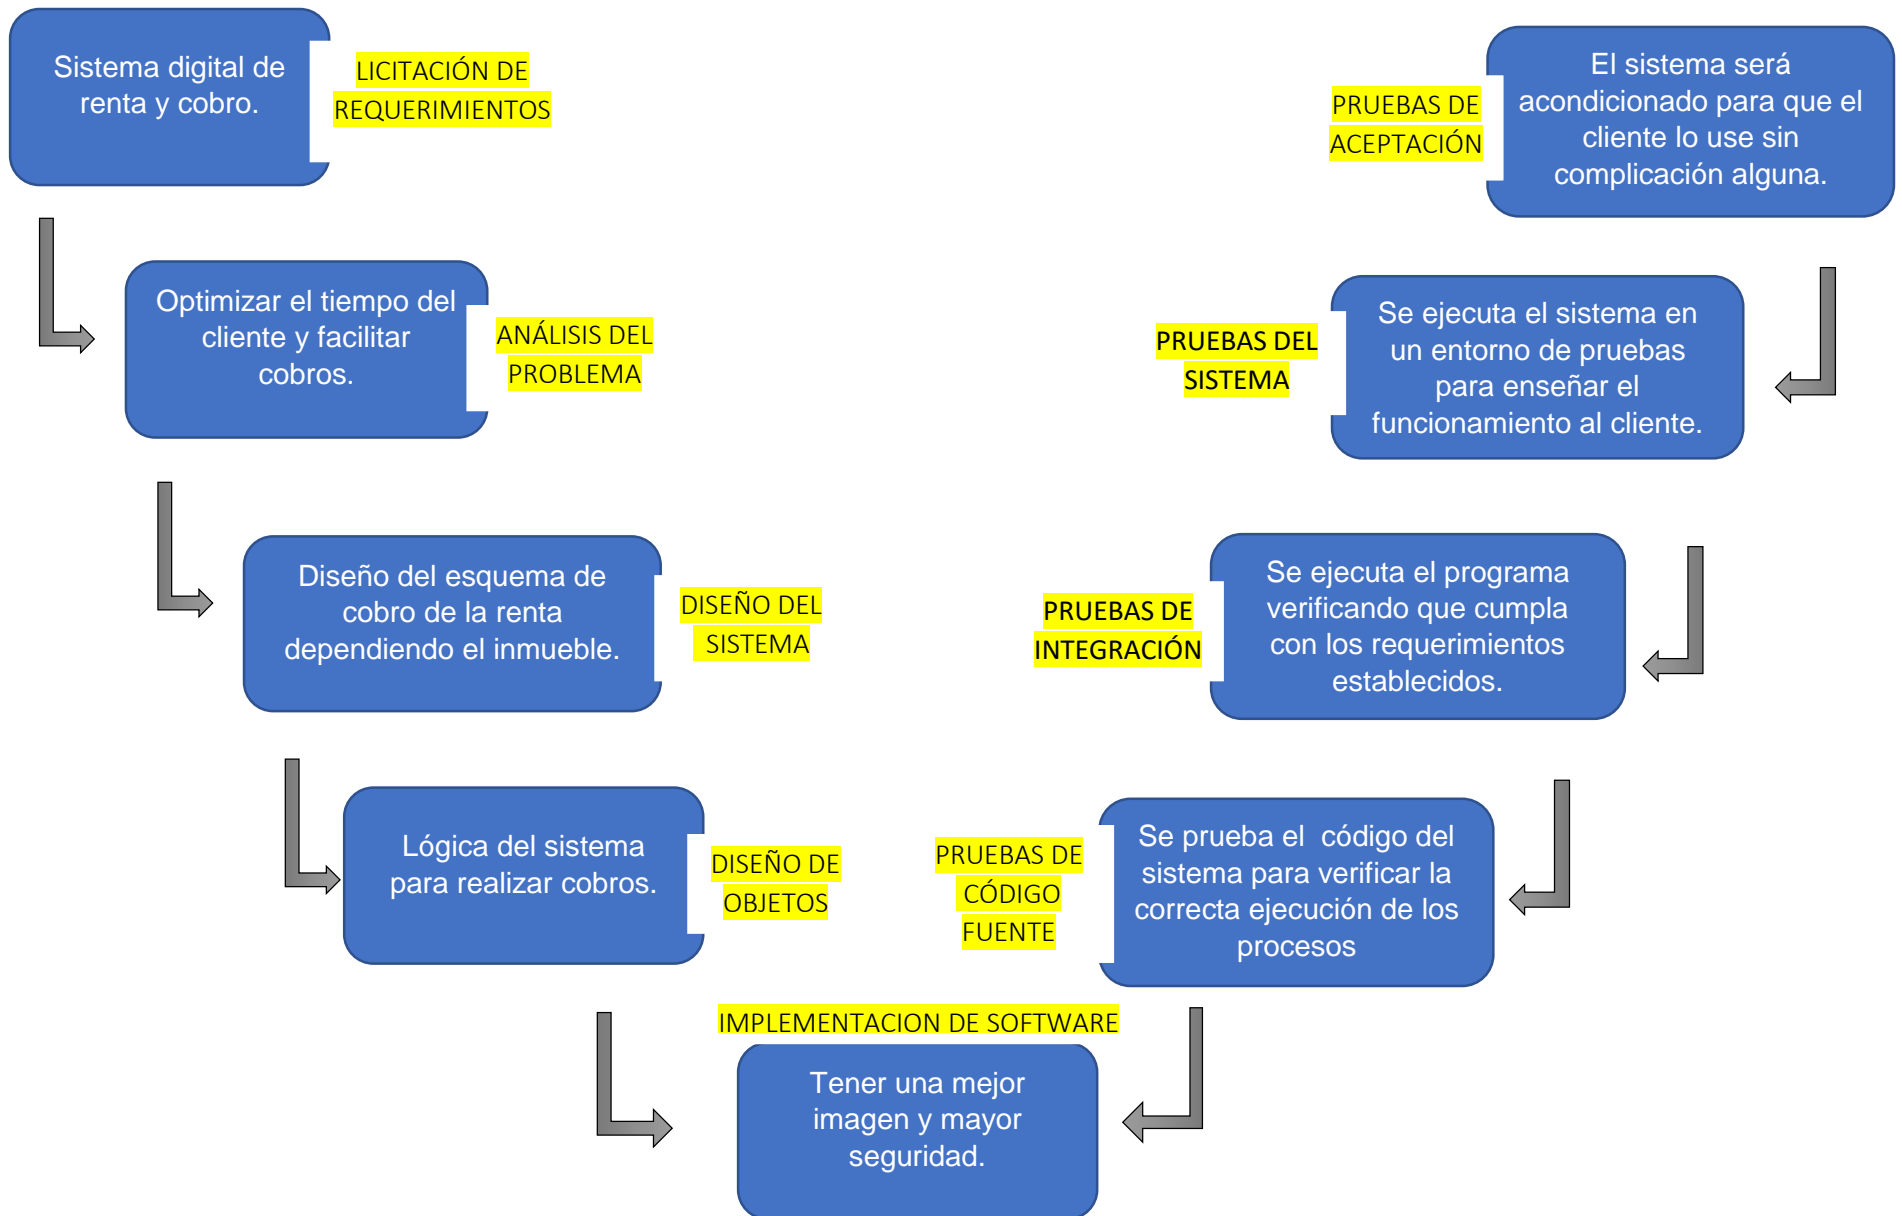 Sistema digital de
renta y cobro.
LICITACIÓN DE
REQUERIMIENTOS
El sistema será
acondicionado para que el
cliente lo use sin
complicación alguna.
PRUEBAS DE
ACEPTACIÓN
Optimizar el tiempo del
cliente y facilitar
cobros.
ANÁLISIS DEL
PROBLEMA
Se ejecuta el sistema en
un entorno de pruebas
para enseñar el
funcionamiento al cliente.
PRUEBAS DEL
SISTEMA
Diseño del esquema de
cobro de la renta
dependiendo el inmueble.
DISEÑO DEL
SISTEMA
Se ejecuta el programa
verificando que cumpla
con los requerimientos
establecidos.
PRUEBAS DE
INTEGRACIÓN
Lógica del sistema
para realizar cobros.
DISEÑO DE
OBJETOS
Se prueba el  código del
sistema para verificar la
correcta ejecución de los
procesos
PRUEBAS DE
CÓDIGO
FUENTE
IMPLEMENTACION DE SOFTWARE
Tener una mejor
imagen y mayor
seguridad.